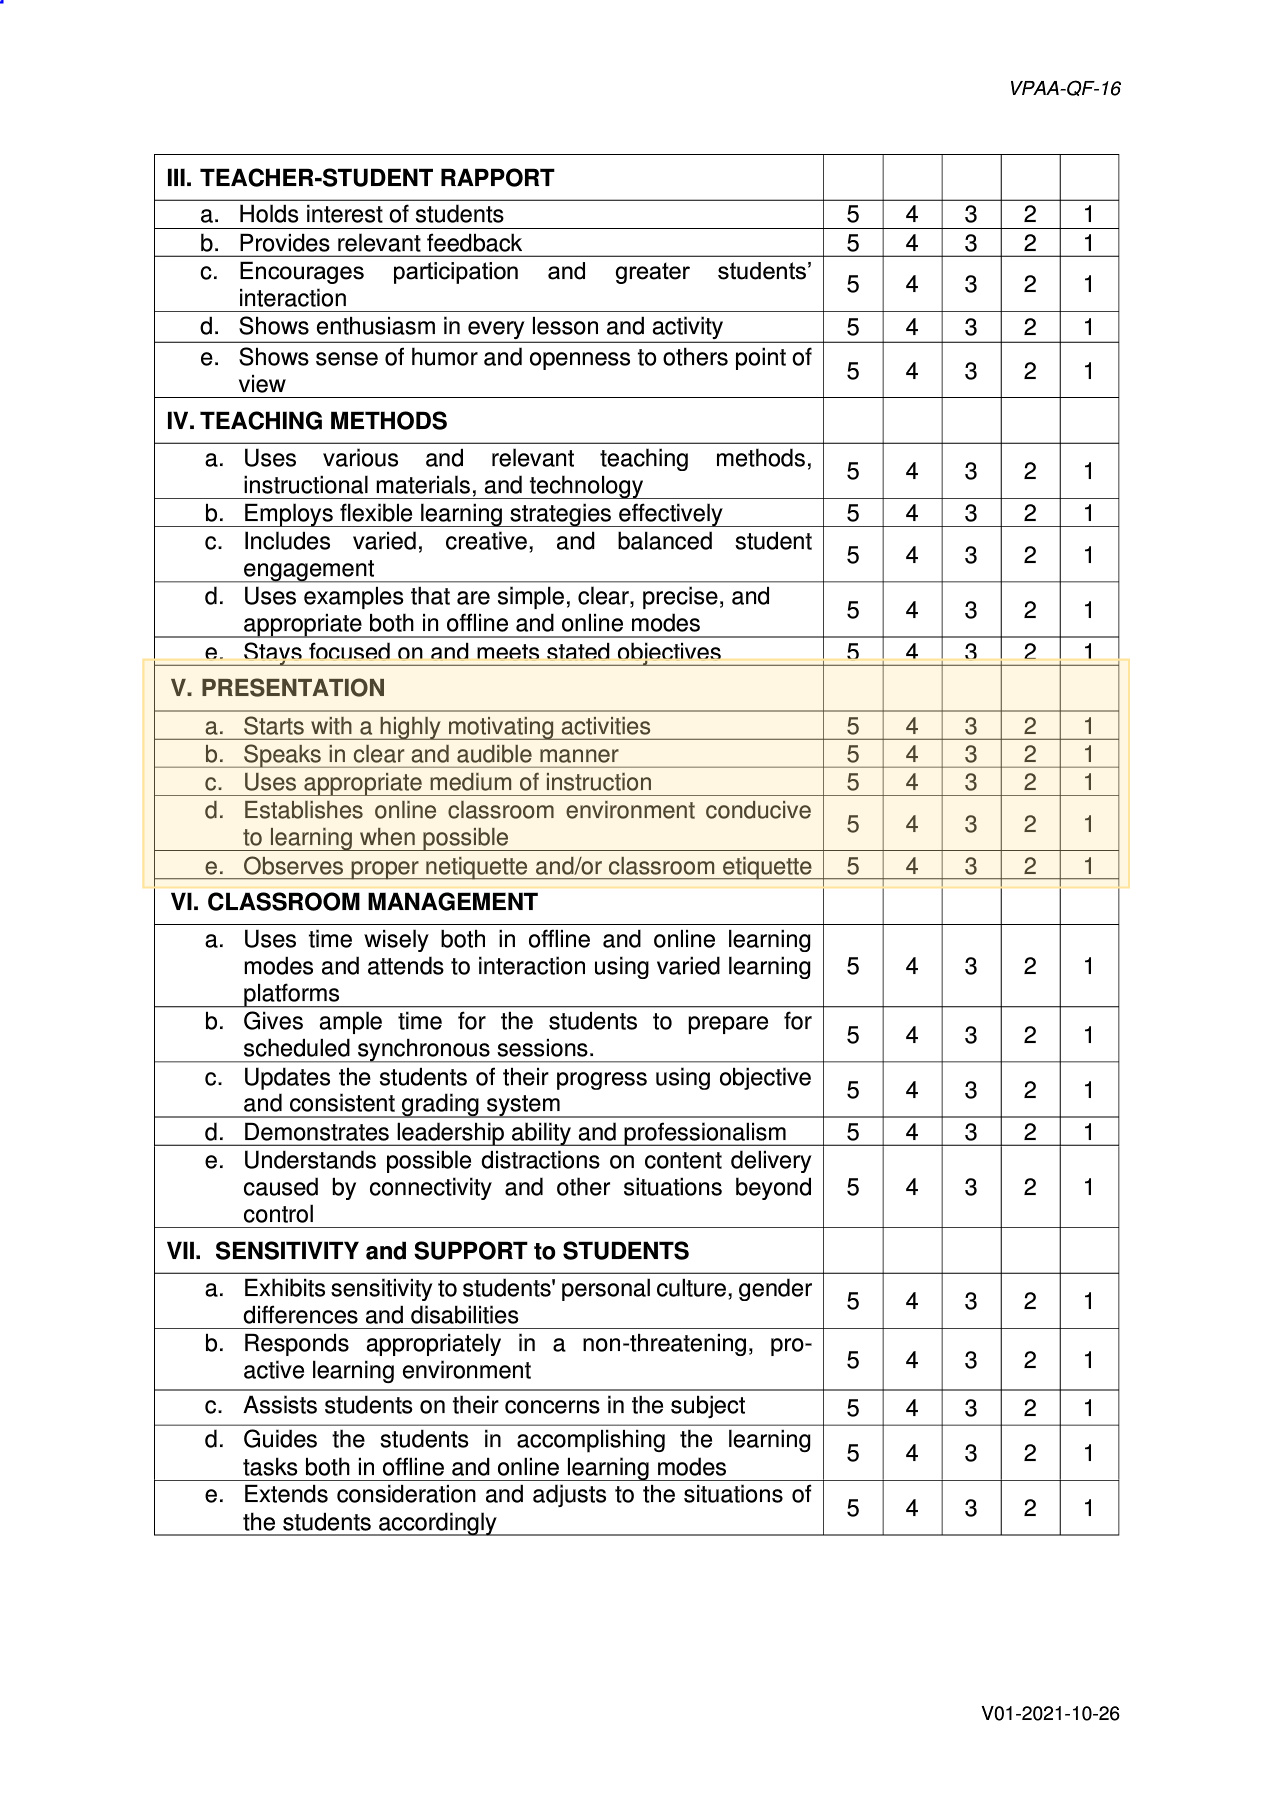 VPAA-QF-16
III. TEACHER-STUDENT RAPPORT
a. Holds interest of students 5 4 3 2 1
b. Provides relevant feedback 5 4 3 2 1
c. Encourages participation and greater students’
interaction 5 4 3 2 1
d. Shows enthusiasm in every lesson and activity 5 4 3 2 1
e. Shows sense of humor and openness to others point of
view 5 4 3 2 1
IV. TEACHING METHODS
a. Uses various and relevant teaching methods,
instructional materials, and technology 5 4 3 2 1
b. Employs flexible learning strategies effectively 5 4 3 2 1
c. Includes varied, creative, and balanced student
engagement 5 4 3 2 1
d. Uses examples that are simple, clear, precise, and
appropriate both in offline and online modes 5 4 3 2 1
e. Stays focused on and meets stated objectives 5 4 3 2 1
V. PRESENTATION
a. Starts with a highly motivating activities 5 4 3 2 1
b. Speaks in clear and audible manner 5 4 3 2 1
c. Uses appropriate medium of instruction 5 4 3 2 1
d. Establishes online classroom environment conducive
to learning when possible 5 4 3 2 1
e. Observes proper netiquette and/or classroom etiquette 5 4 3 2 1
VI. CLASSROOM MANAGEMENT
a. Uses time wisely both in offline and online learning
modes and attends to interaction using varied learning
platforms 5 4 3 2 1
b. Gives ample time for the students to prepare for
scheduled synchronous sessions. 5 4 3 2 1
c. Updates the students of their progress using objective
and consistent grading system 5 4 3 2 1
d. Demonstrates leadership ability and professionalism 5 4 3 2 1
e. Understands possible distractions on content delivery
caused by connectivity and other situations beyond
control 5 4 3 2 1
VII. SENSITIVITY and SUPPORT to STUDENTS
a. Exhibits sensitivity to students' personal culture, gender
differences and disabilities 5 4 3 2 1
b. Responds appropriately in a non-threatening, pro-
active learning environment 5 4 3 2 1
c. Assists students on their concerns in the subject 5 4 3 2 1
d. Guides the students in accomplishing the learning
tasks both in offline and online learning modes 5 4 3 2 1
e. Extends consideration and adjusts to the situations of
the students accordingly 5 4 3 2 1
V01-2021-10-26